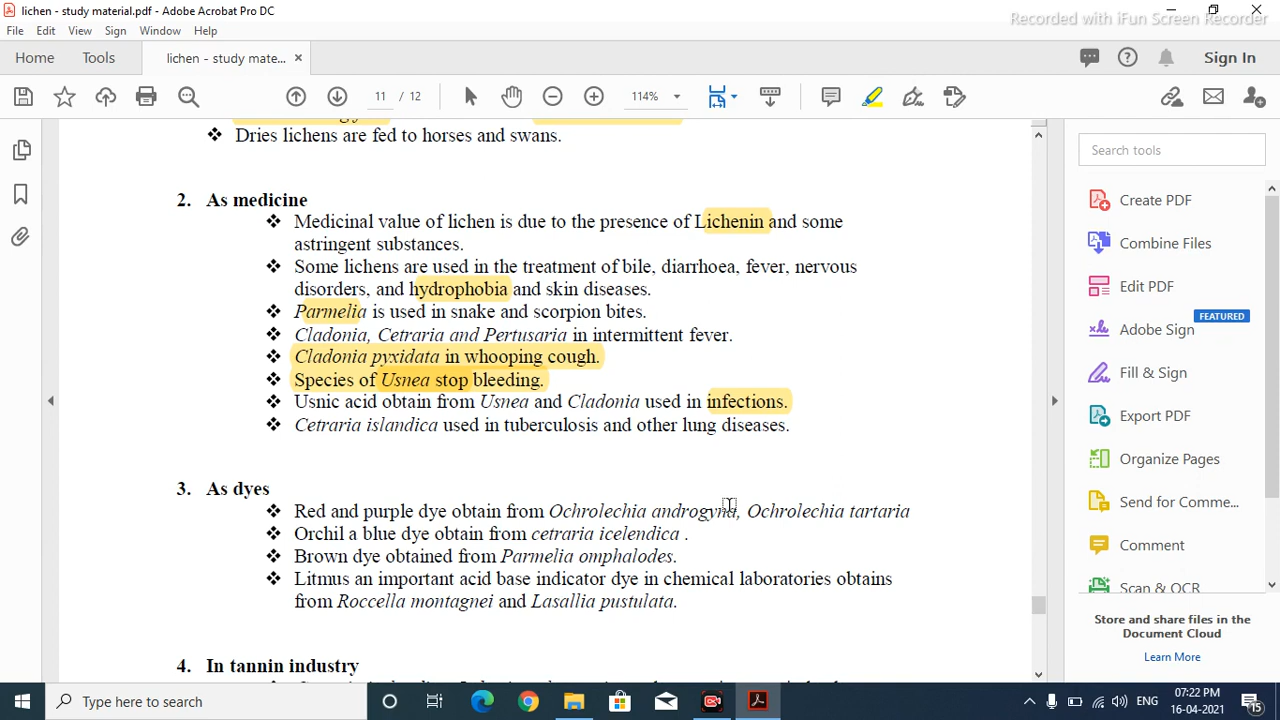 lichen - study material.pdf - Adobe Acrobat Pro DC
Recorded with iFun Screen Recorder
File Edit View Sign Window Help
Home Tools lichen - study mate... × Sign In
11 / 12 114%
❖ Dries lichens are fed to horses and swans.
2. As medicine
❖ Medicinal value of lichen is due to the presence of Lichenin and some
astringent substances.
❖ Some lichens are used in the treatment of bile, diarrhoea, fever, nervous
disorders, and hydrophobia and skin diseases.
❖ Parmelia is used in snake and scorpion bites.
❖ Cladonia, Cetraria and Pertusaria in intermittent fever.
❖ Cladonia pyxidata in whooping cough.
❖ Species of Usnea stop bleeding.
❖ Usnic acid obtain from Usnea and Cladonia used in infections.
❖ Cetraria islandica used in tuberculosis and other lung diseases.
3. As dyes
❖ Red and purple dye obtain from Ochrolechia androgyna, Ochrolechia tartaria
❖ Orchil a blue dye obtain from cetraria icelendica .
❖ Brown dye obtained from Parmelia omphalodes.
❖ Litmus an important acid base indicator dye in chemical laboratories obtains
from Roccella montagnei and Lasallia pustulata.
4. In tannin industry
Search tools
Create PDF
Combine Files
Edit PDF
FEATURED
Adobe Sign
Fill & Sign
Export PDF
Organize Pages
Send for Comme...
Comment
Scan & OCR
Store and share files in the
Document Cloud
Learn More
Type here to search
ENG
07:22 PM
16-04-2021
15